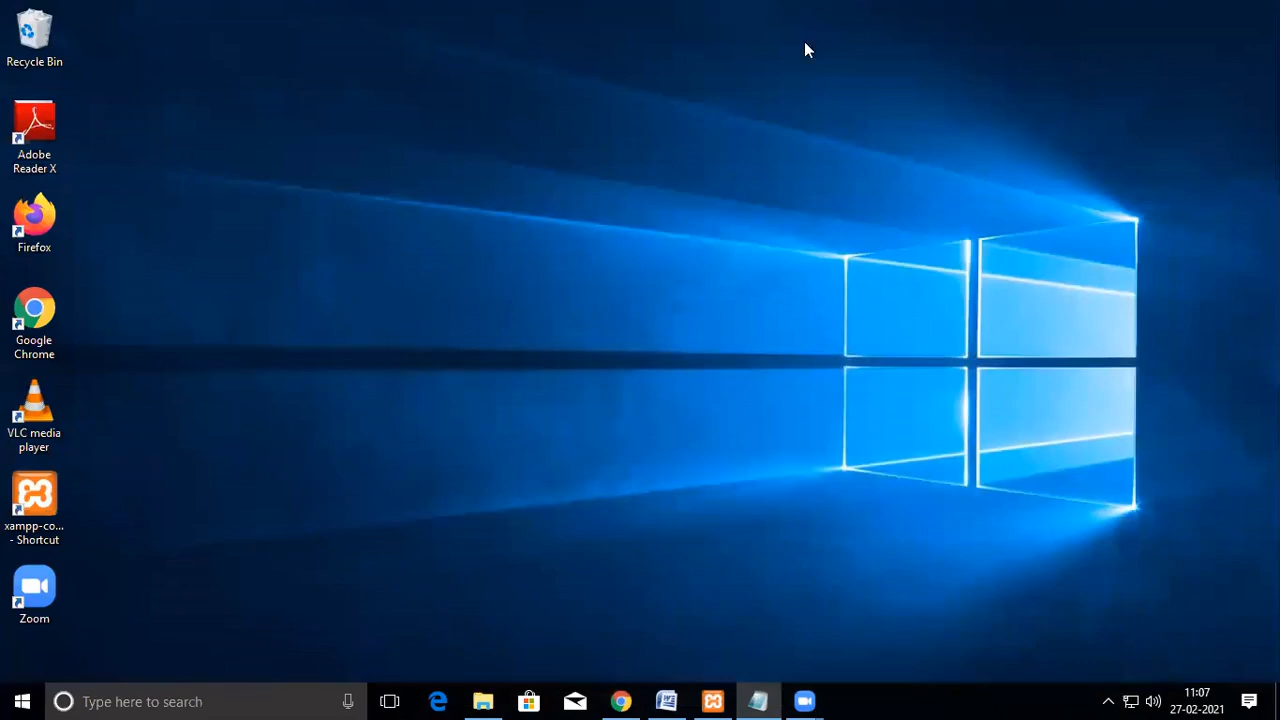 Recycle Bin
Adobe
Reader X
Firefox
Google
Chrome
VLC media
player
xampp-co...
- Shortcut
Zoom
Type here to search
11:07
27-02-2021